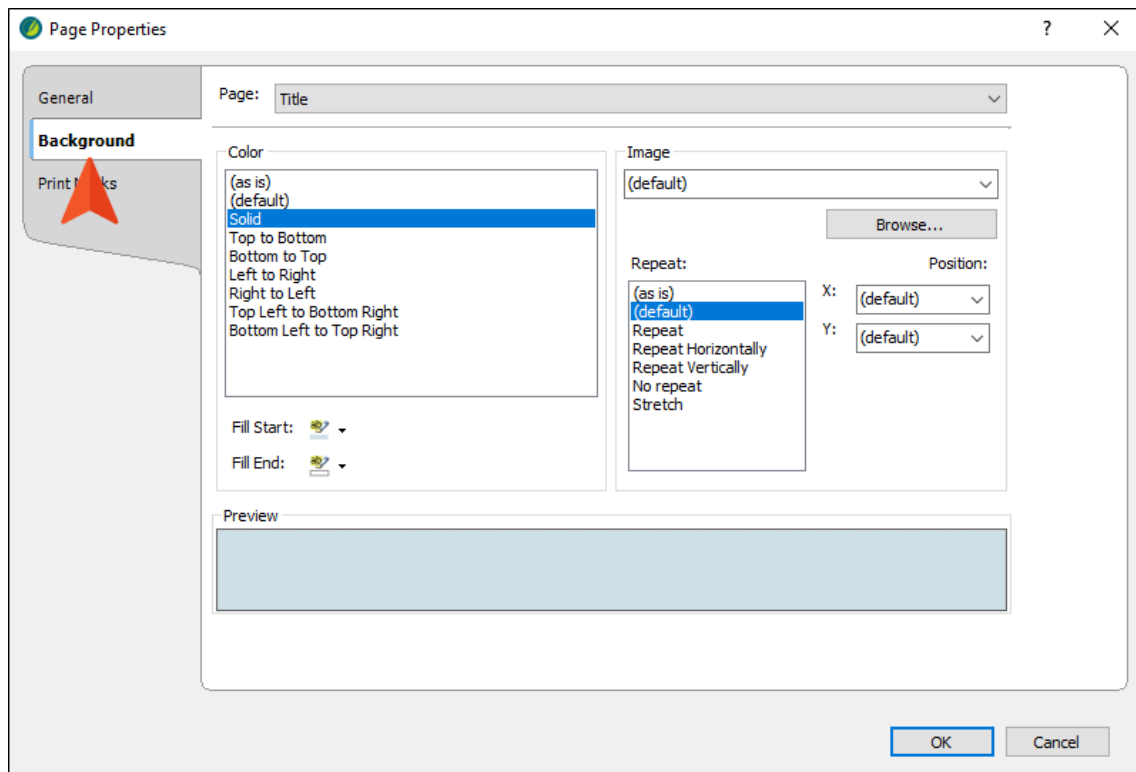 Page Properties
?
General
Background
Print Marks
Page: Title
Color
(as is)
(default)
Solid
Top to Bottom
Bottom to Top
Left to Right
Right to Left
Top Left to Bottom Right
Bottom Left to Top Right
Fill Start:
Fill End:
Image
(default)
Browse...
Repeat:
(as is)
(default)
Repeat
Repeat Horizontally
Repeat Vertically
No repeat
Stretch
Position:
X: (default)
Y: (default)
Preview
OK
Cancel